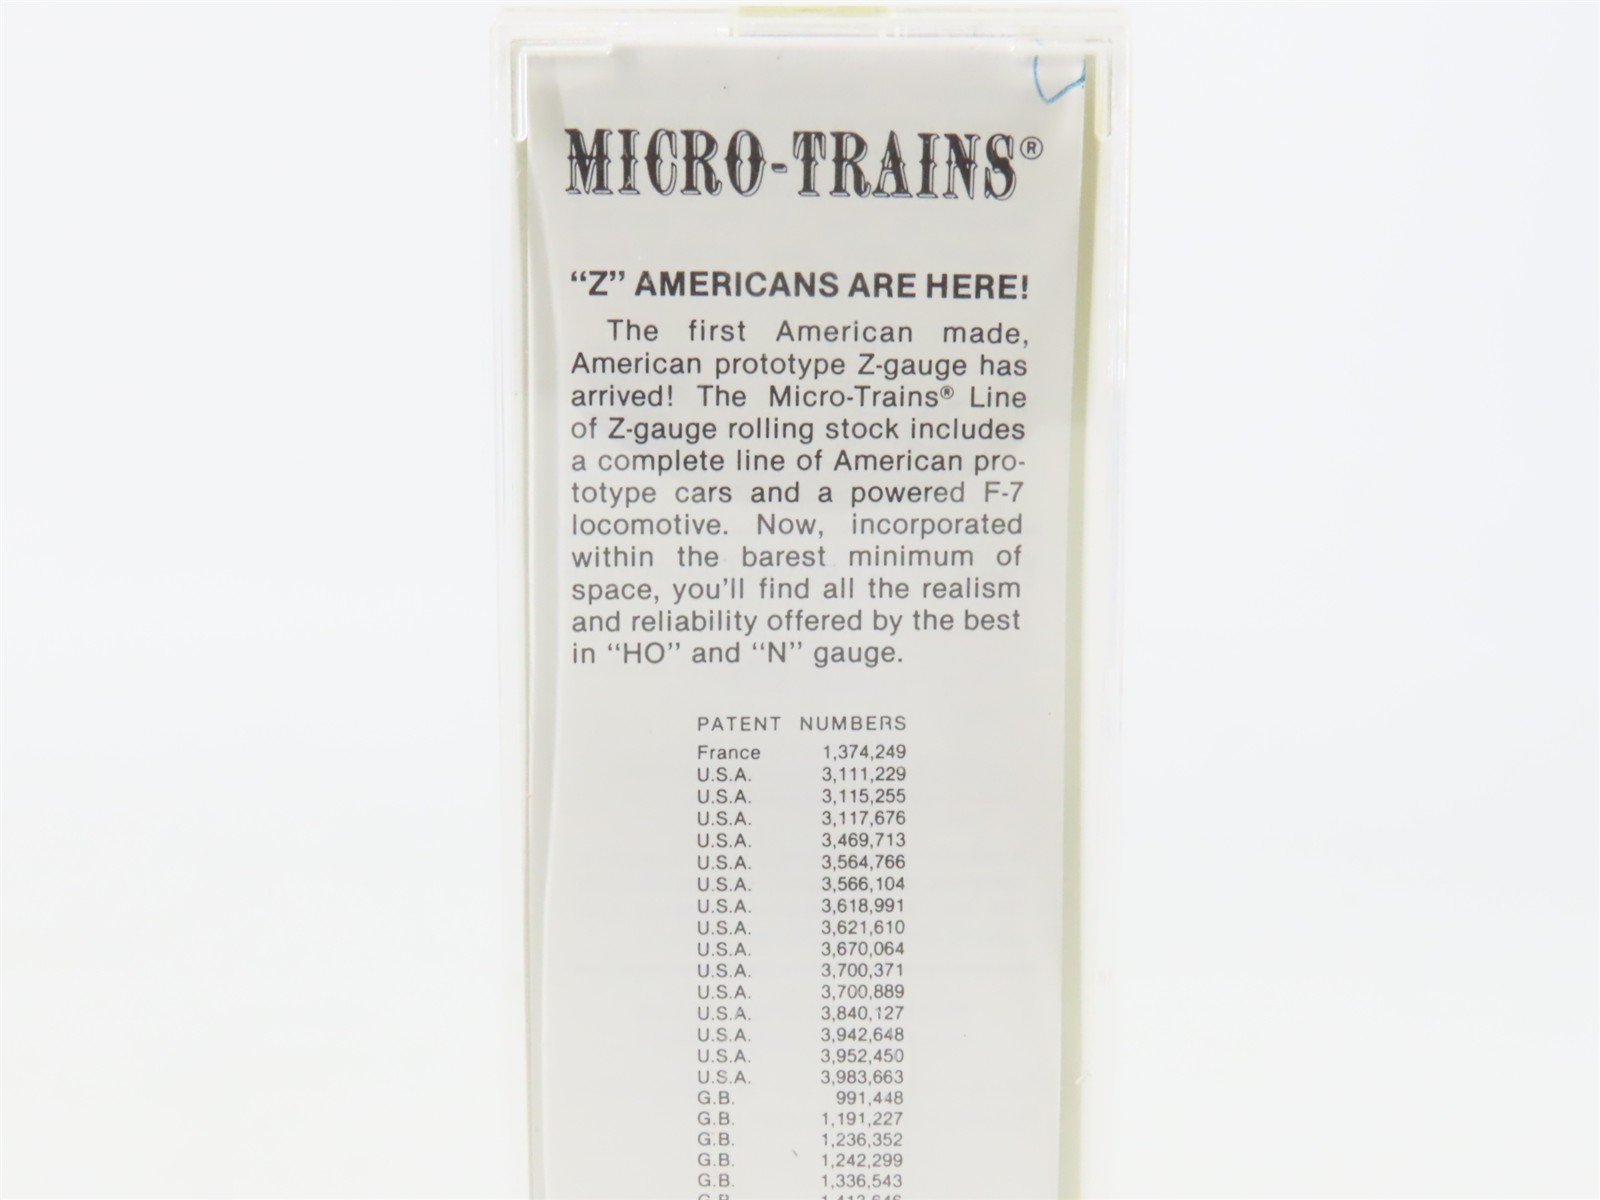 MICRO-TRAINS®
“Z” AMERICANS ARE HERE!
The first American made,
American prototype Z-gauge has
arrived! The Micro-Trains® Line
of Z-gauge rolling stock includes
a complete line of American pro-
totype cars and a powered F-7
locomotive. Now, incorporated
within the barest minimum of
space, you’ll find all the realism
and reliability offered by the best
in “HO” and “N” gauge.
PATENT NUMBERS
France 1,374,249
U.S.A. 3,111,229
U.S.A. 3,115,255
U.S.A. 3,117,676
U.S.A. 3,469,713
U.S.A. 3,564,766
U.S.A. 3,566,104
U.S.A. 3,618,991
U.S.A. 3,621,610
U.S.A. 3,670,064
U.S.A. 3,700,371
U.S.A. 3,700,889
U.S.A. 3,840,127
U.S.A. 3,942,648
U.S.A. 3,952,450
U.S.A. 3,983,663
G.B. 991,448
G.B. 1,191,227
G.B. 1,236,352
G.B. 1,242,299
G.B. 1,336,543
G.B.